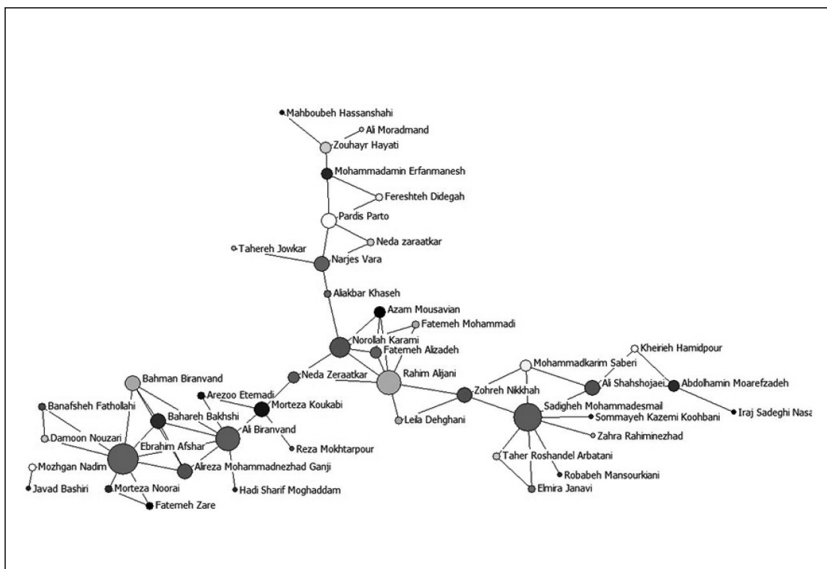 Mahboubeh Hassanshahi
Ali Moradmand
Zouhayr Hayati
Mohammadamin Erfanmanesh
Fereshteh Didegah
Pardis Parto
Neda zaraatkar
Tahereh Jowkar
Narjes Vara
Aliakbar Khaseh
Azam Mousavian
Fatemeh Mohammadi
Norollah Karami
Fatemeh Alizadeh
Kheirieh Hamidpour
Mohammadkarim Saberi
Neda Zeraatkar
Rahim Alijani
Bahman Biranvand
Ali Shahshojaei
Abdolhamin Moarefzadeh
Arezoo Etemadi
Zohreh Nikkhah
Banafsheh Fathollahi
Morteza Koukabi
Sadigheh Mohammadesmail
Iraj Sadeghi Nasa
Bahareh Bakhshi
Sommayeh Kazemi Koohbani
Leila Dehghani
Ali Biranvand
Damoon Nouzari
Zahra Rahiminezhad
Ebrahim Afshar
Reza Mokhtarpour
Taher Roshandel Arbatani
Mozhgan Nadim
Alireza Mohammadnezhad Ganji
Robabeh Mansourkiani
Javad Bashiri
Morteza Noorai
Hadi Sharif Moghaddam
Elmira Janavi
Fatemeh Zare